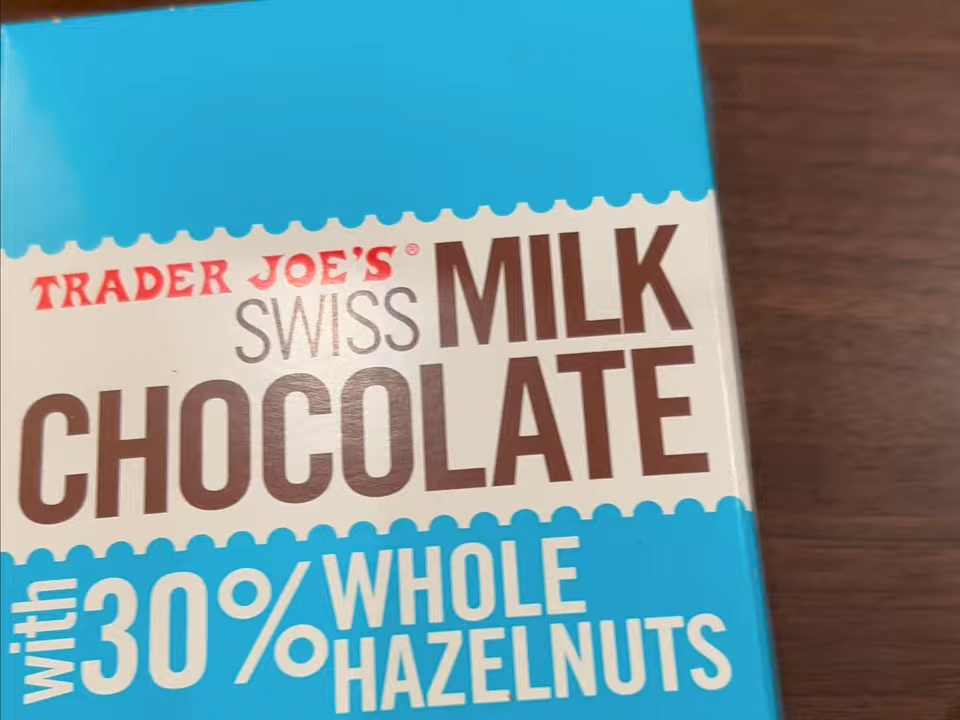 TRADER JOE'S®
SWISS MILK
CHOCOLATE
with 30% WHOLE
HAZELNUTS